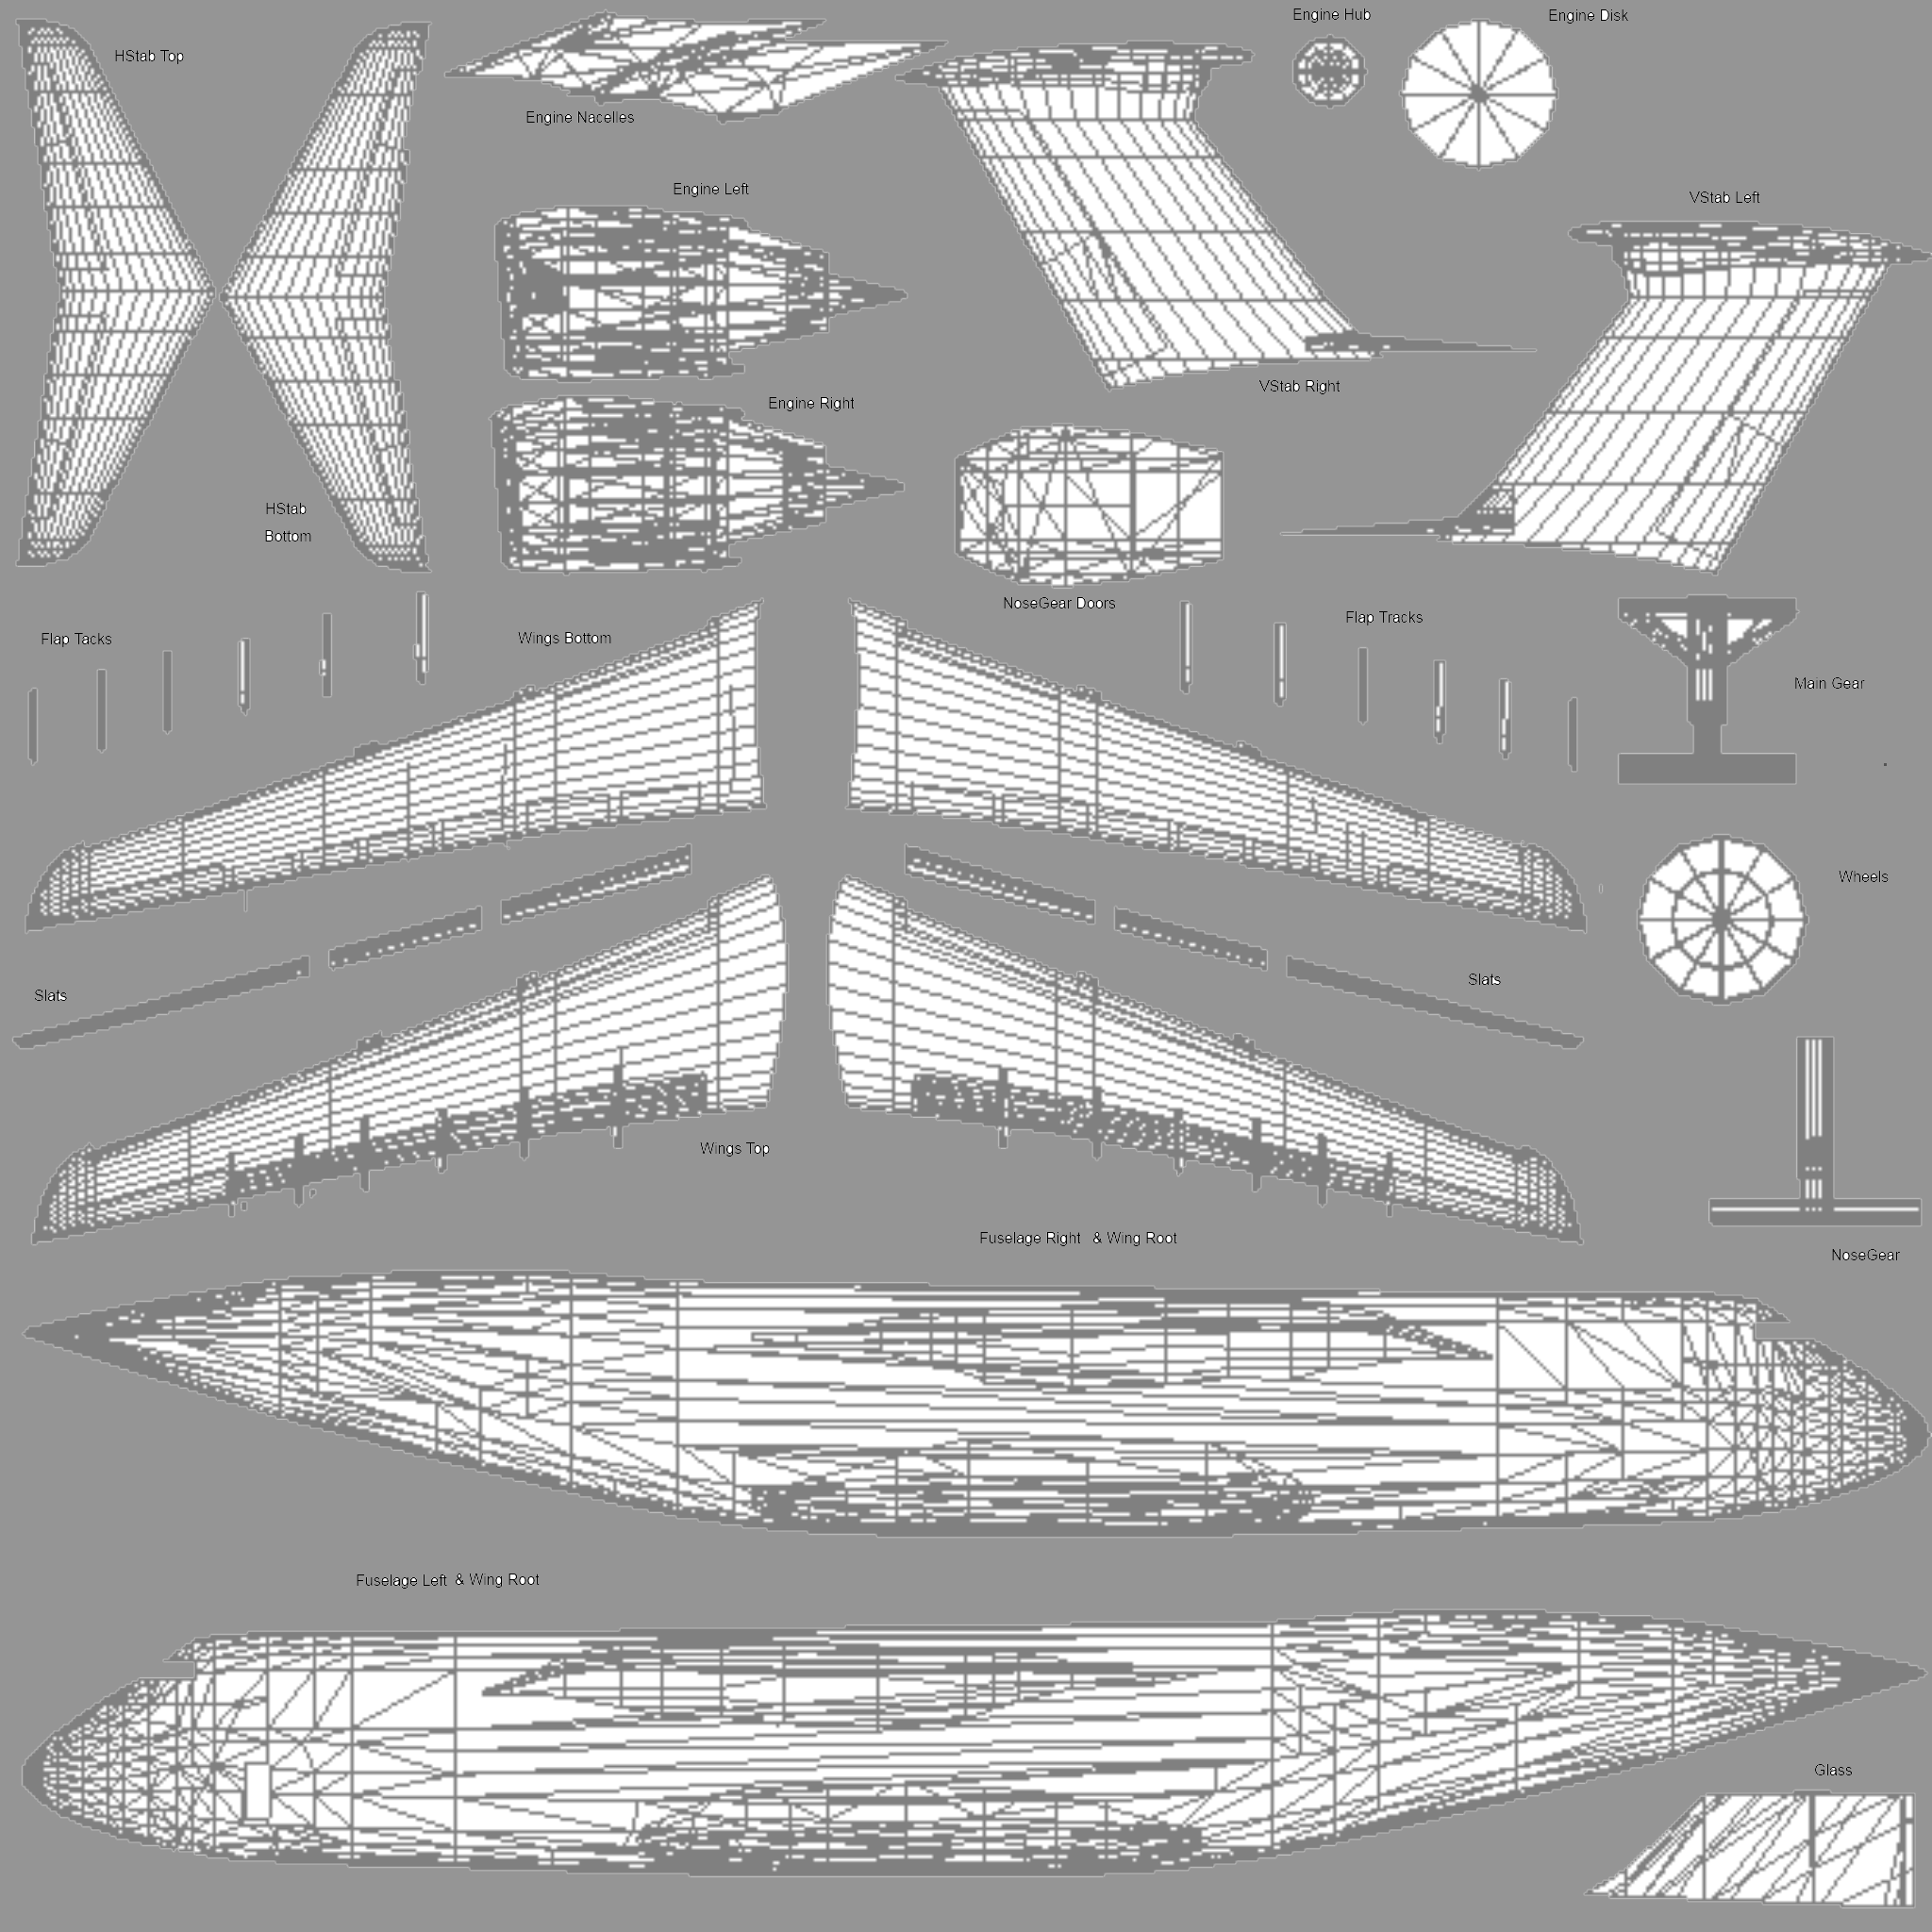 Engine Hub
Engine Disk
HStab Top
Engine Nacelles
Engine Left
VStab Left
VStab Right
Engine Right
HStab
Bottom
NoseGear Doors
Flap Tacks
Wings Bottom
Flap Tracks
Main Gear
Wheels
Slats
Slats
Wings Top
Fuselage Right & Wing Root
NoseGear
Fuselage Left & Wing Root
Glass